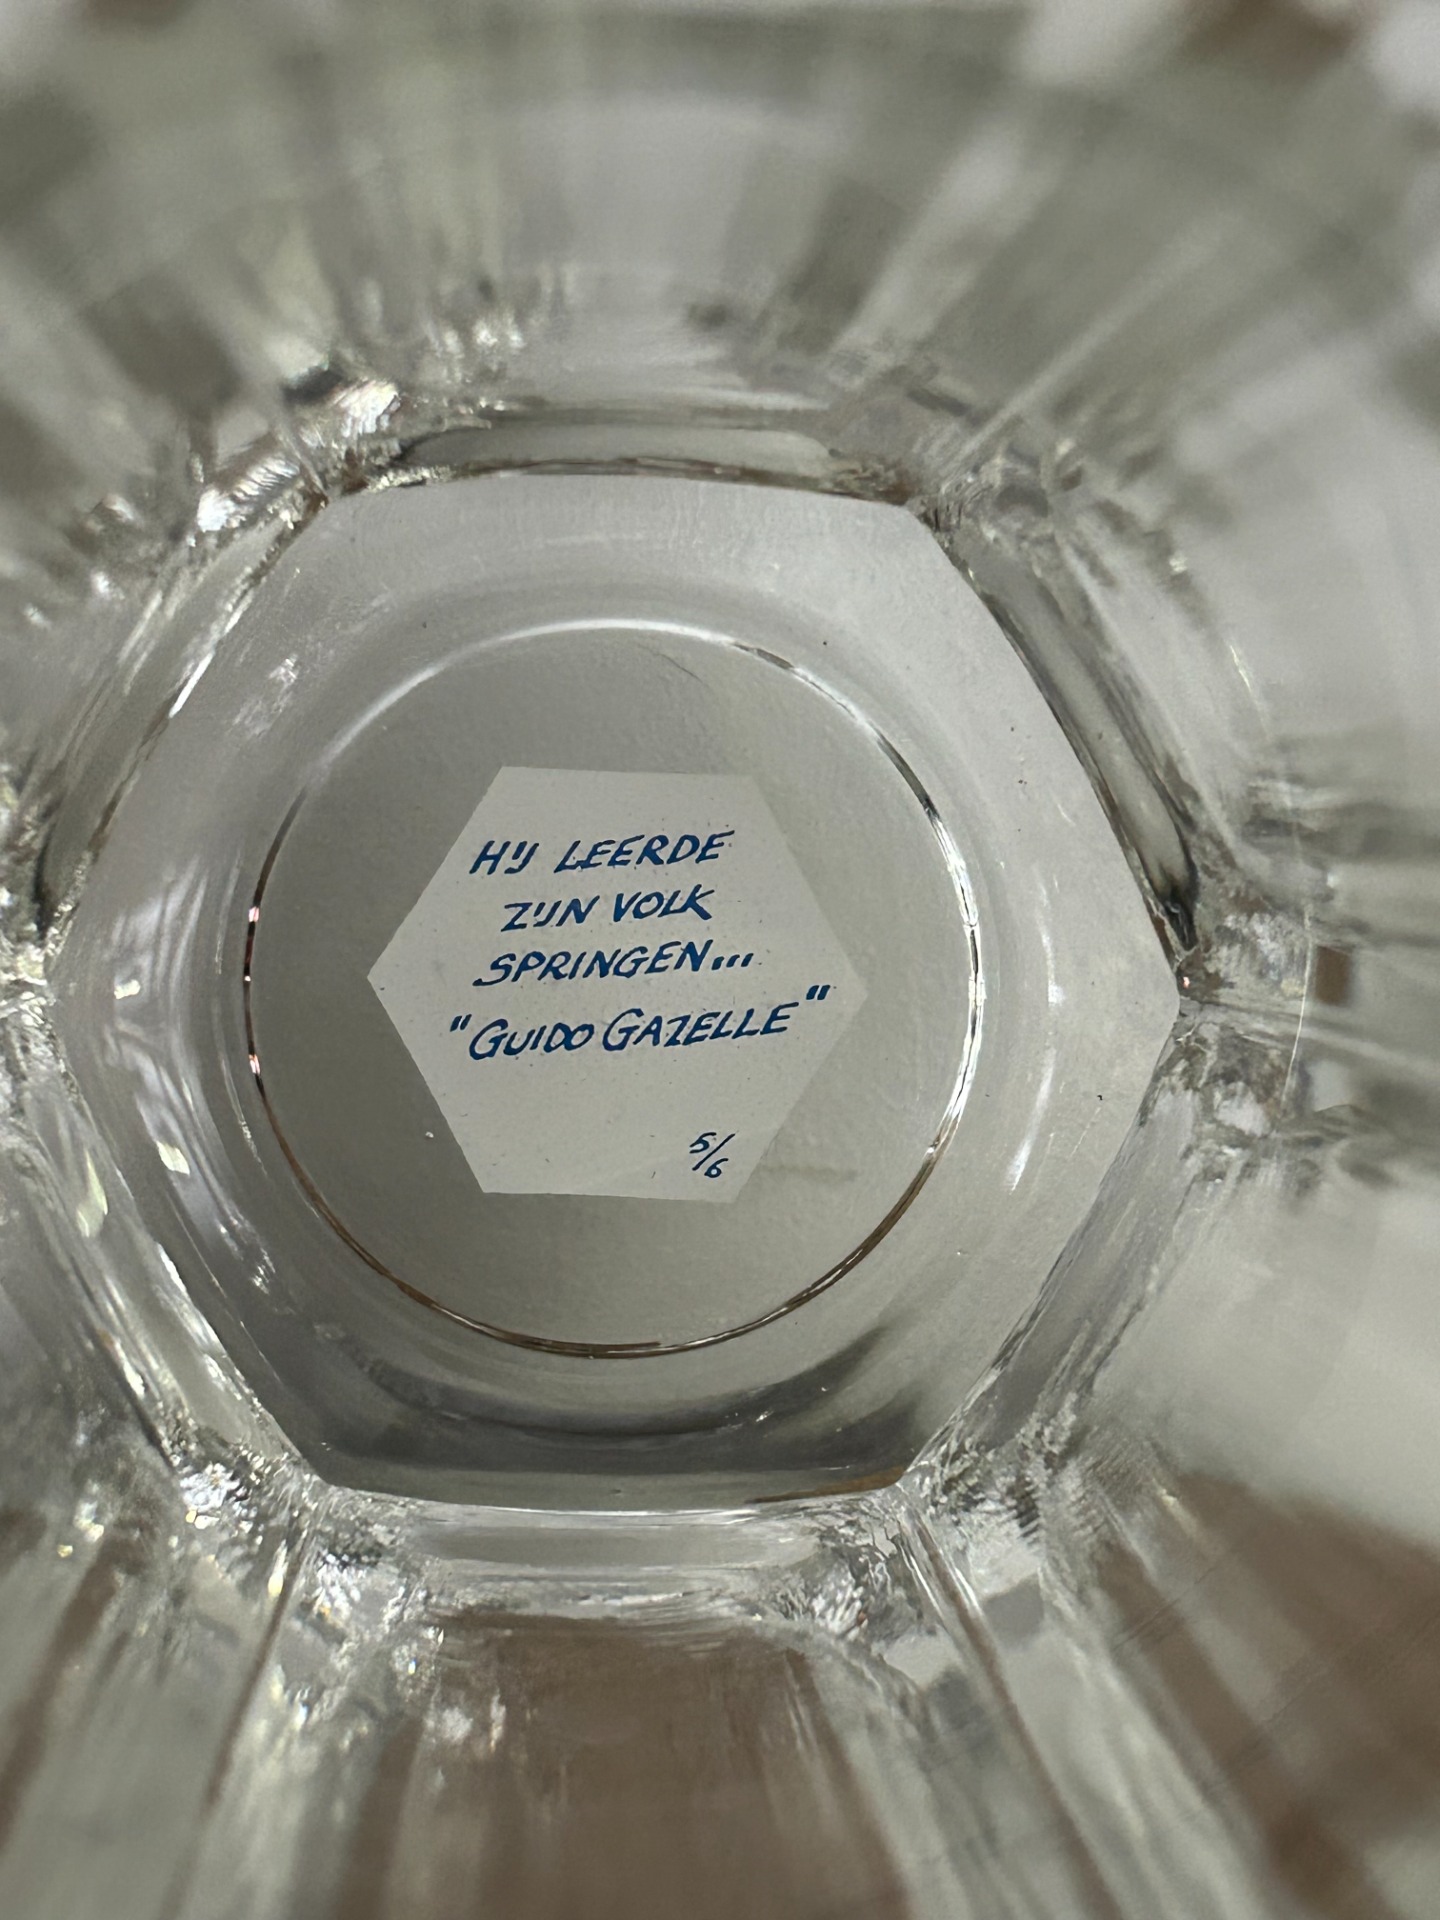 HIJ LEERDE
ZIJN VOLK
SPRINGEN...
"GUIDO GAZELLE"
5/6